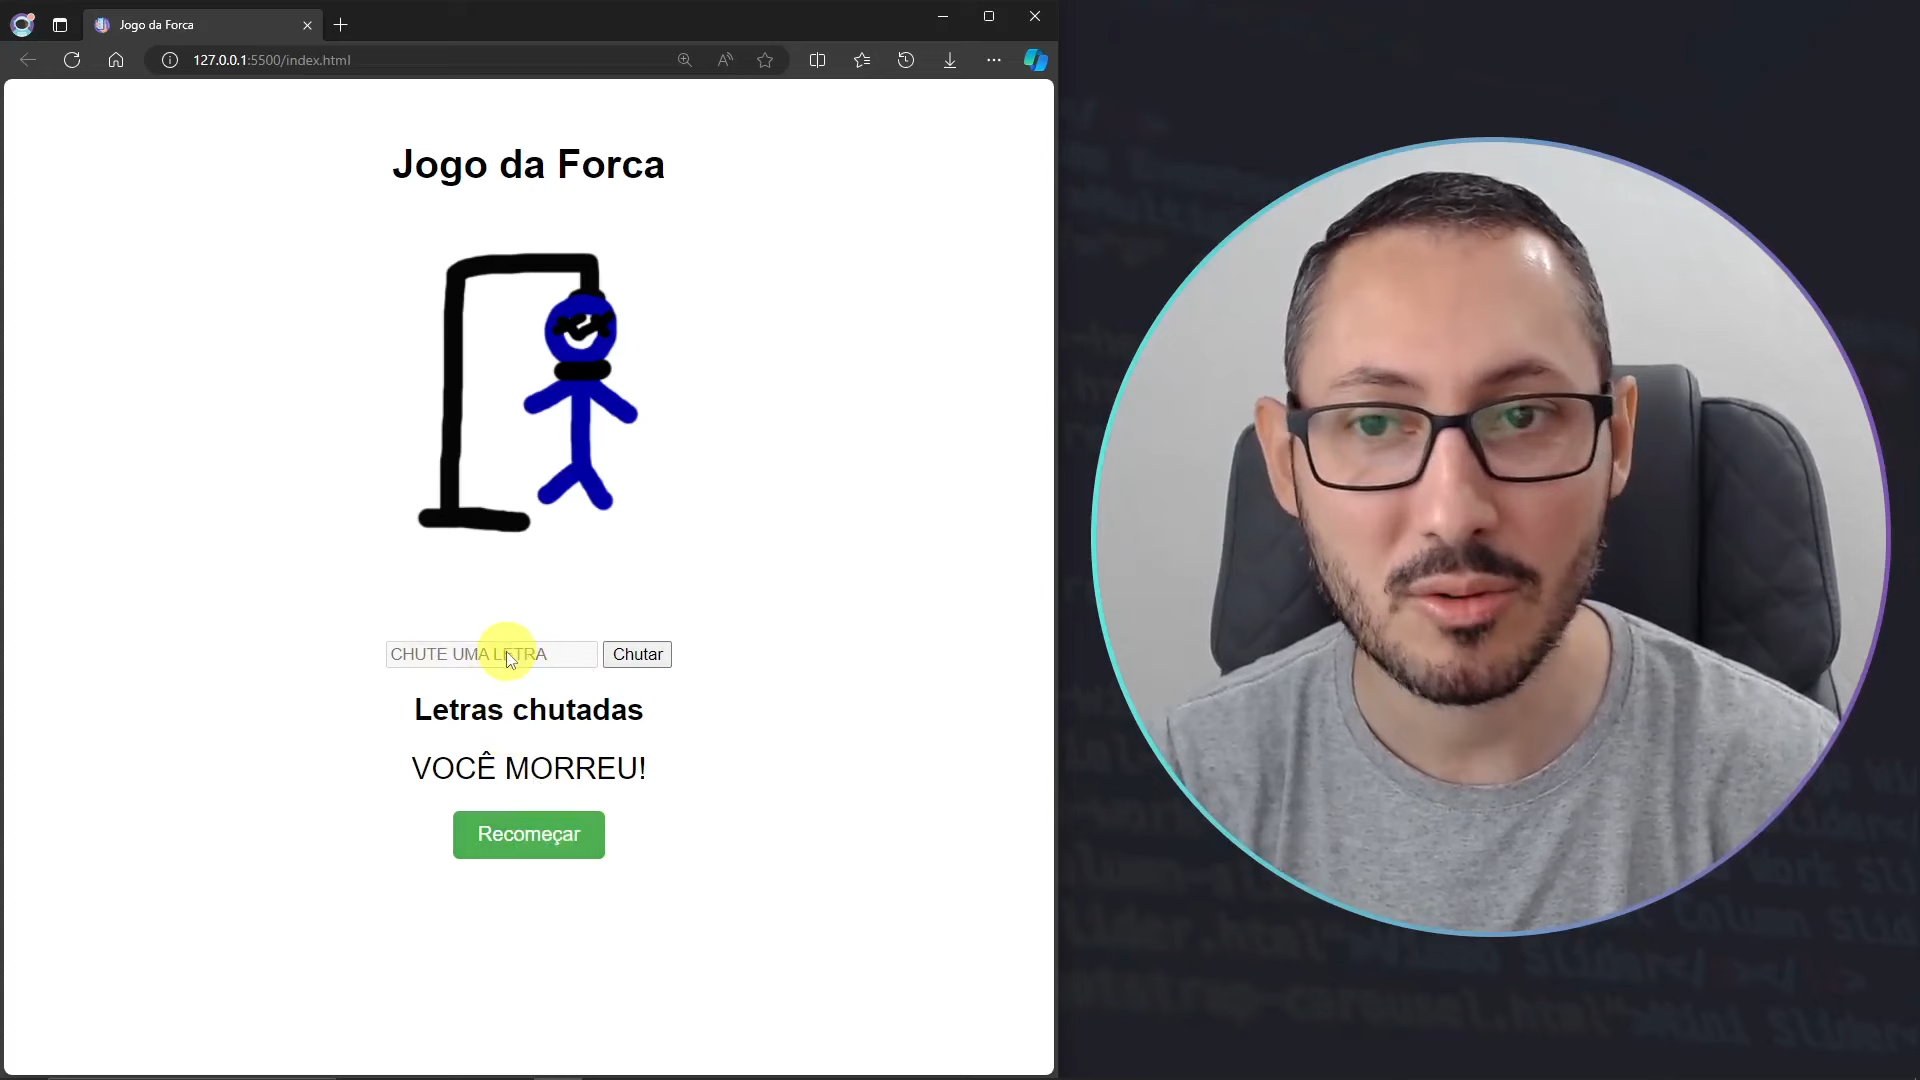 Jogo da Forca
127.0.0.1:5500/index.html
Jogo da Forca
CHUTE UMA LETRA
Chutar
Letras chutadas
VOCÊ MORREU!
Recomeçar